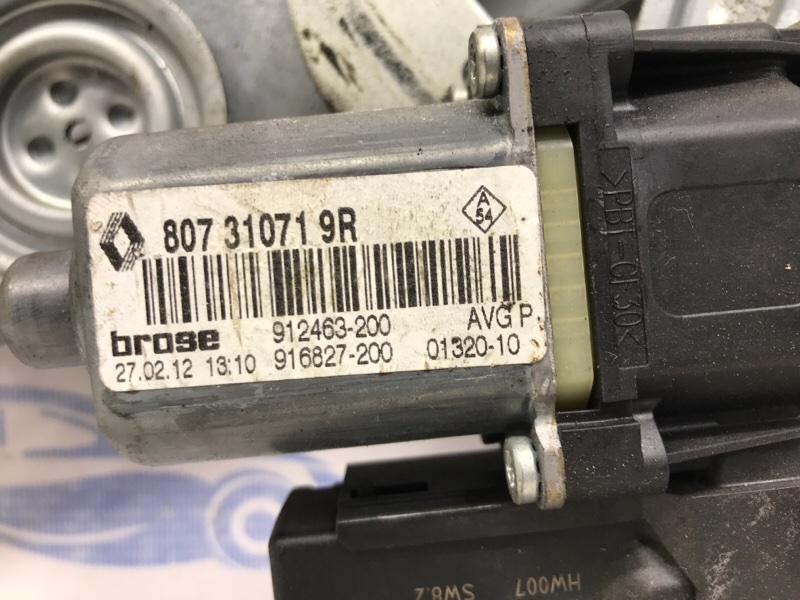 807 31071 9R
A
54
brose
912463-200
AVG P
27.02.12 13:10
916827-200
01320-10
>PBT-GF30<
HW007 SW8.2